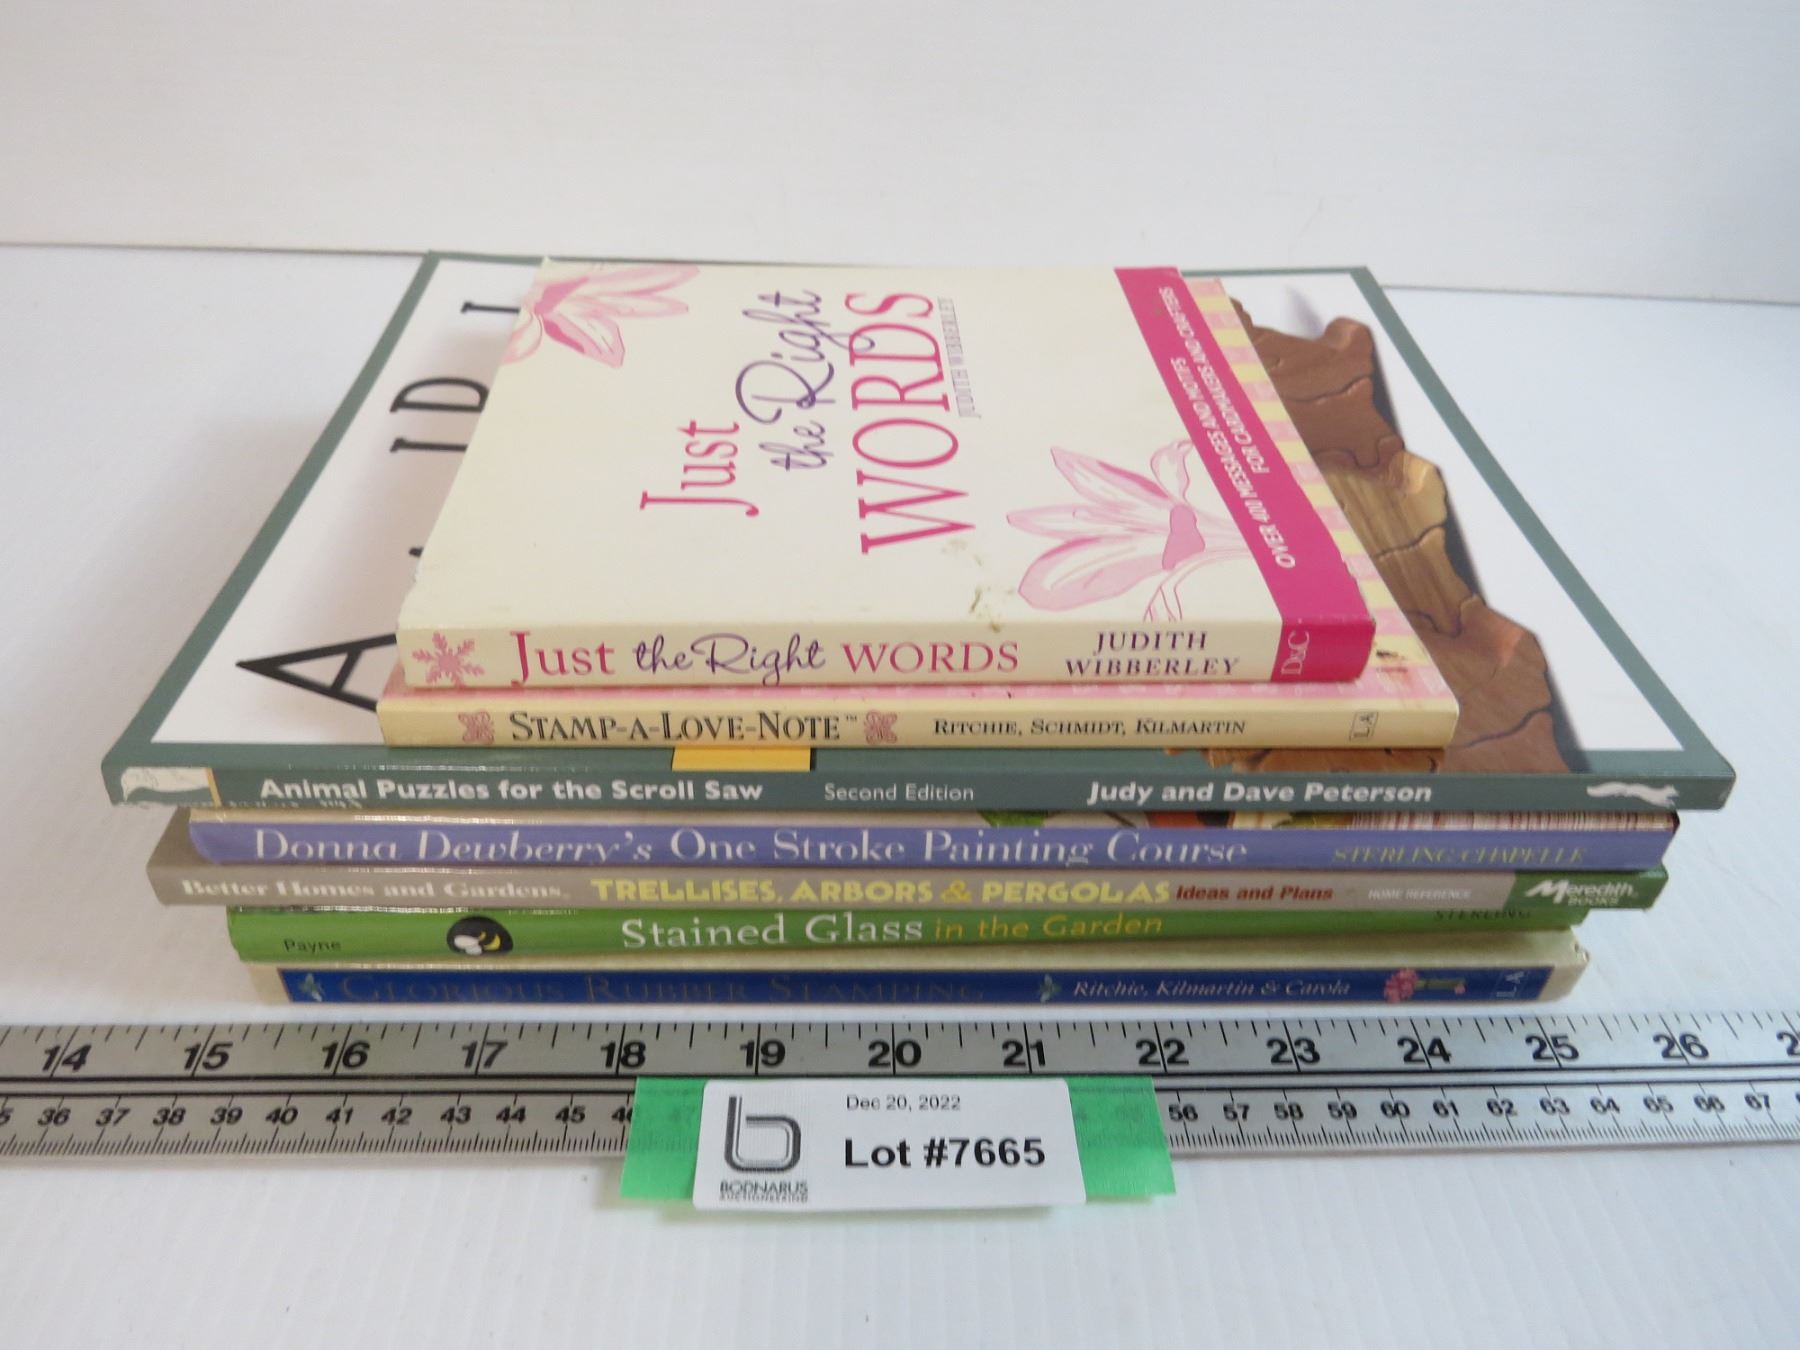 Just
the Right
WORDS
JUDITH WIBBERLEY
OVER 400 MESSAGES AND MOTIFS
FOR CARDMAKERS AND CRAFTERS
Just the Right WORDS JUDITH WIBBERLEY D&C
STAMP-A-LOVE-NOTE™ RITCHIE, SCHMIDT, KILMARTIN LA
Animal Puzzles for the Scroll Saw Second Edition Judy and Dave Peterson
Donna Dewberry's One Stroke Painting Course STERLING/CHAPELLE
Better Homes and Gardens® TRELLISES, ARBORS & PERGOLAS Ideas and Plans HOME REFERENCE Meredith® BOOKS
Payne Stained Glass in the Garden STERLING
GLORIOUS RUBBER STAMPING Ritchie, Kilmartin & Carola LA
14 15 16 17 18 19 20 21 22 23 24 25 26
36 37 38 39 40 41 42 43 44 45 47 56 57 58 59 60 61 62 63 64 65 66 67
Dec 20, 2022
Lot #7665
BODNARUS
AUCTIONEERING